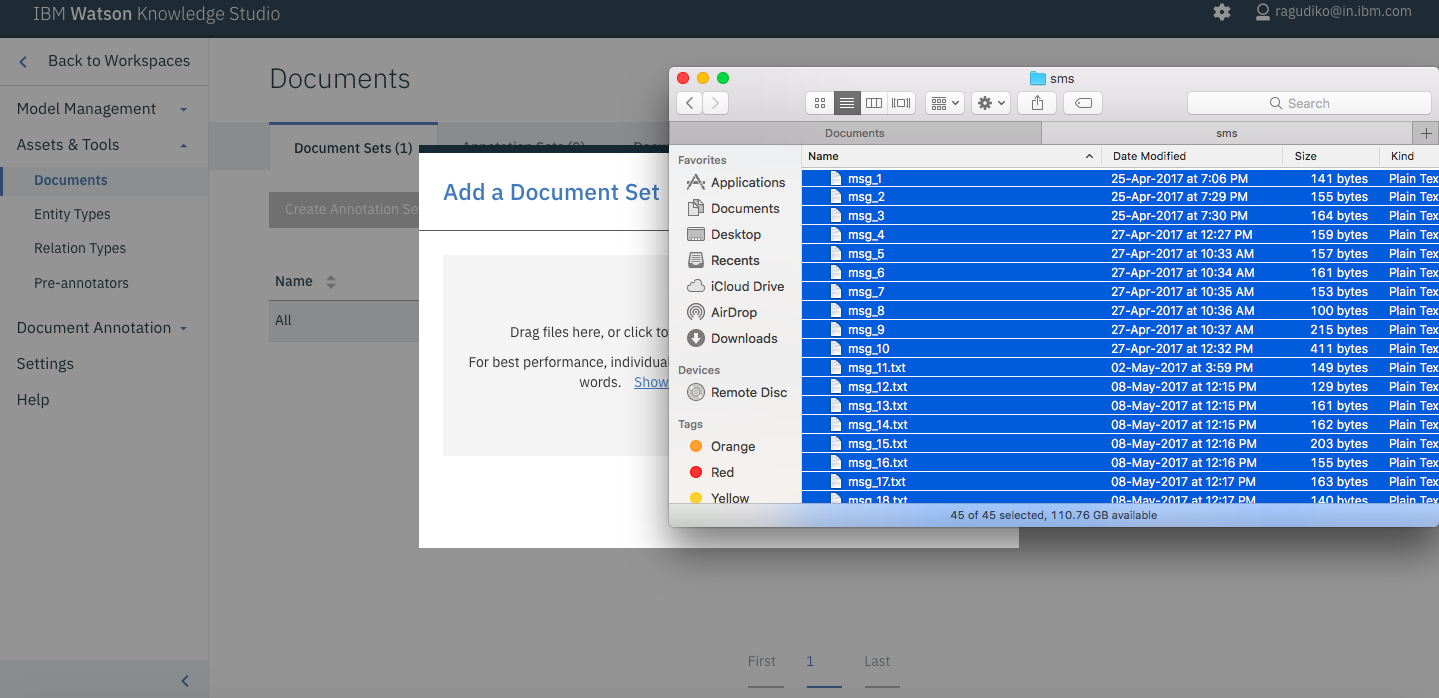 IBM Watson Knowledge Studio
ragudiko@in.ibm.com
Back to Workspaces
Model Management
Assets & Tools
Documents
Entity Types
Relation Types
Pre-annotators
Document Annotation
Settings
Help
Documents
Document Sets (1)
Annotation Sets (0)
Create Annotation Se
Name
All
First 1 Last
Add a Document Set
Drag files here, or click to
For best performance, individual
words. Show
sms
Search
Documents
sms
Favorites
Applications
Documents
Desktop
Recents
iCloud Drive
AirDrop
Downloads
Devices
Remote Disc
Tags
Orange
Red
Yellow
Name Date Modified Size Kind
msg_1 25-Apr-2017 at 7:06 PM 141 bytes Plain Tex
msg_2 25-Apr-2017 at 7:29 PM 155 bytes Plain Tex
msg_3 25-Apr-2017 at 7:30 PM 164 bytes Plain Tex
msg_4 27-Apr-2017 at 12:27 PM 159 bytes Plain Tex
msg_5 27-Apr-2017 at 10:33 AM 157 bytes Plain Tex
msg_6 27-Apr-2017 at 10:34 AM 161 bytes Plain Tex
msg_7 27-Apr-2017 at 10:35 AM 153 bytes Plain Tex
msg_8 27-Apr-2017 at 10:36 AM 100 bytes Plain Tex
msg_9 27-Apr-2017 at 10:37 AM 215 bytes Plain Tex
msg_10 27-Apr-2017 at 12:32 PM 411 bytes Plain Tex
msg_11.txt 02-May-2017 at 3:59 PM 149 bytes Plain Tex
msg_12.txt 08-May-2017 at 12:15 PM 129 bytes Plain Tex
msg_13.txt 08-May-2017 at 12:15 PM 161 bytes Plain Tex
msg_14.txt 08-May-2017 at 12:15 PM 162 bytes Plain Tex
msg_15.txt 08-May-2017 at 12:16 PM 203 bytes Plain Tex
msg_16.txt 08-May-2017 at 12:16 PM 155 bytes Plain Tex
msg_17.txt 08-May-2017 at 12:17 PM 163 bytes Plain Tex
msg_18.txt 08-May-2017 at 12:17 PM 140 bytes Plain Tex
45 of 45 selected, 110.76 GB available